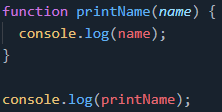 function printName(name) {
  console.log(name);
}

console.log(printName);